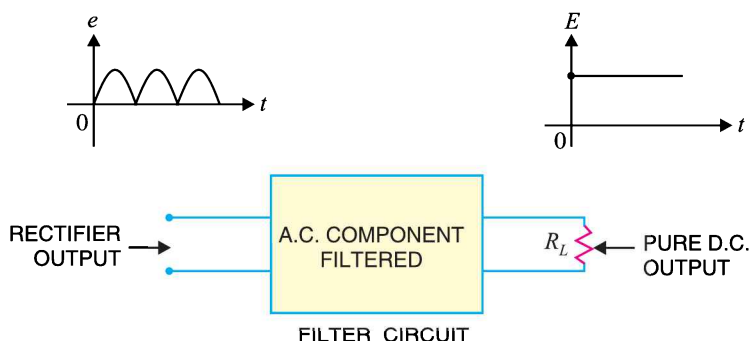 e
E
0
t
0
t
RECTIFIER
OUTPUT
A.C. COMPONENT
FILTERED
R_L
PURE D.C.
OUTPUT
FILTER CIRCUIT